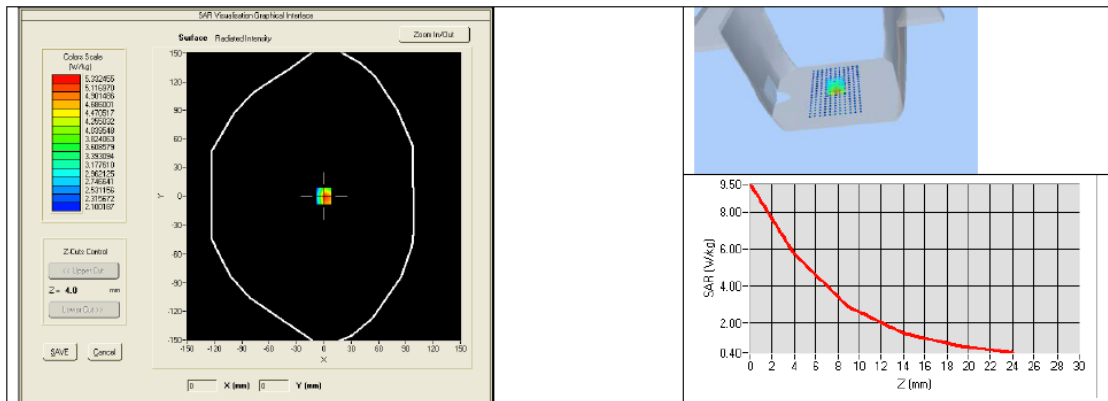 SAR Visualisation Graphical Interface
Surface Radiated Intensity
Zoom In/Out
Colors Scale
(W/kg)
5.332455
5.116970
4.901486
4.686001
4.470517
4.255032
4.039548
3.824063
3.608579
3.393094
3.177610
2.962125
2.746641
2.531156
2.315672
2.100187
Z-Cuts Control
<< Upper Cut
Z = 4.0 mm
Lower Cut >>
SAVE Cancel
150
100
90
60
30
0
-30
-60
-90
-120
-150
Y
-150 -120 -90 -60 -30 0 30 60 90 120 150
X
0 X (mm) 0 Y (mm)
9.50
8.00
6.00
4.00
2.00
0.40
SAR (W/kg)
0 2 4 6 8 10 12 14 16 18 20 22 24 26 28 30
Z (mm)